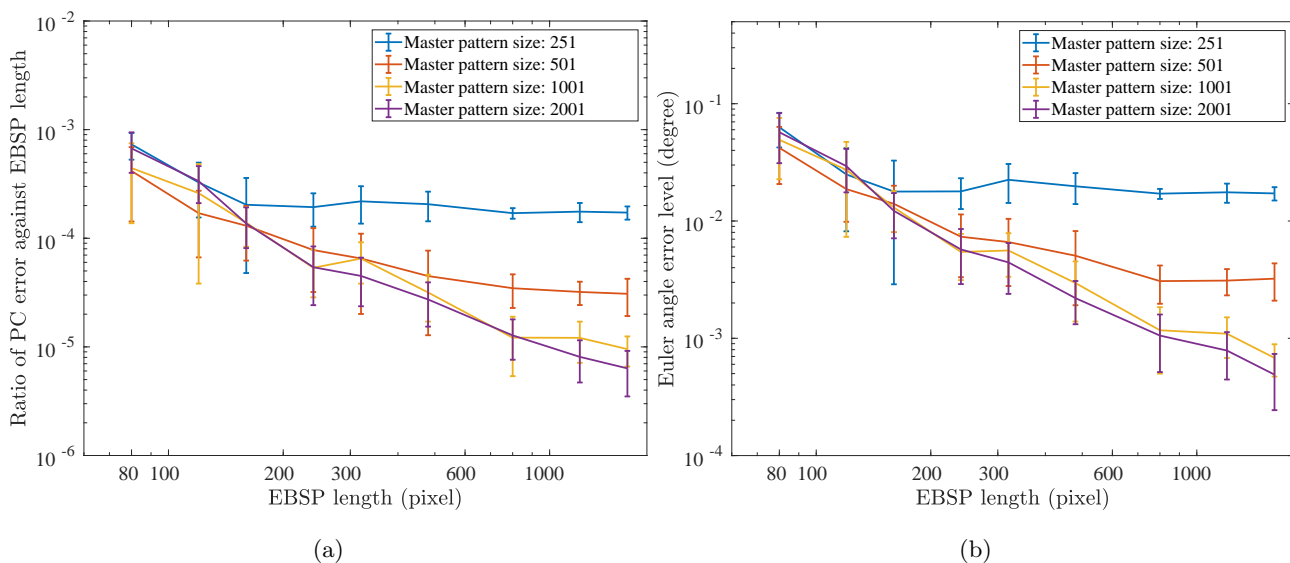 10^-2
10^-3
10^-4
10^-5
10^-6
Ratio of PC error against EBSP length
Master pattern size: 251
Master pattern size: 501
Master pattern size: 1001
Master pattern size: 2001
80 100 200 300 600 1000
EBSP length (pixel)
(a)
10^-1
10^-2
10^-3
10^-4
Euler angle error level (degree)
Master pattern size: 251
Master pattern size: 501
Master pattern size: 1001
Master pattern size: 2001
80 100 200 300 600 1000
EBSP length (pixel)
(b)